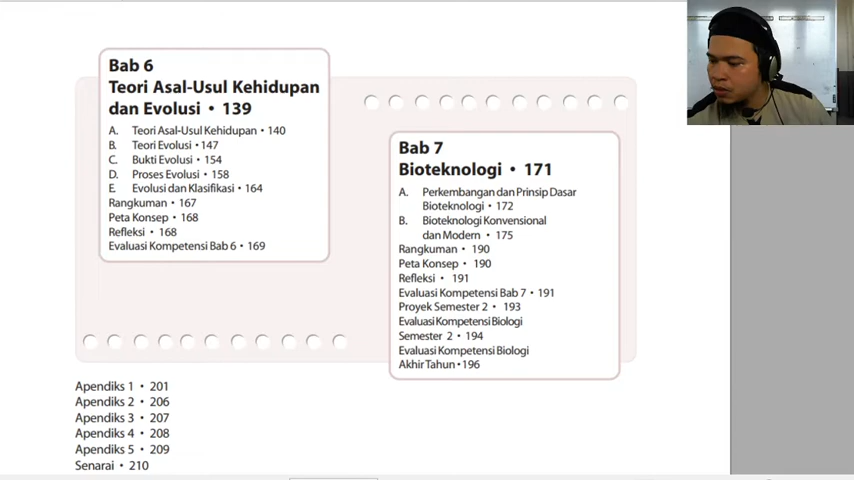 Bab 6
Teori Asal-Usul Kehidupan
dan Evolusi • 139
A. Teori Asal-Usul Kehidupan • 140
B. Teori Evolusi • 147
C. Bukti Evolusi • 154
D. Proses Evolusi • 158
E. Evolusi dan Klasifikasi • 164
Rangkuman • 167
Peta Konsep • 168
Refleksi • 168
Evaluasi Kompetensi Bab 6 • 169
Bab 7
Bioteknologi • 171
A. Perkembangan dan Prinsip Dasar
Bioteknologi • 172
B. Bioteknologi Konvensional
dan Modern • 175
Rangkuman • 190
Peta Konsep • 190
Refleksi • 191
Evaluasi Kompetensi Bab 7 • 191
Proyek Semester 2 • 193
Evaluasi Kompetensi Biologi
Semester 2 • 194
Evaluasi Kompetensi Biologi
Akhir Tahun • 196
Apendiks 1 • 201
Apendiks 2 • 206
Apendiks 3 • 207
Apendiks 4 • 208
Apendiks 5 • 209
Senarai • 210